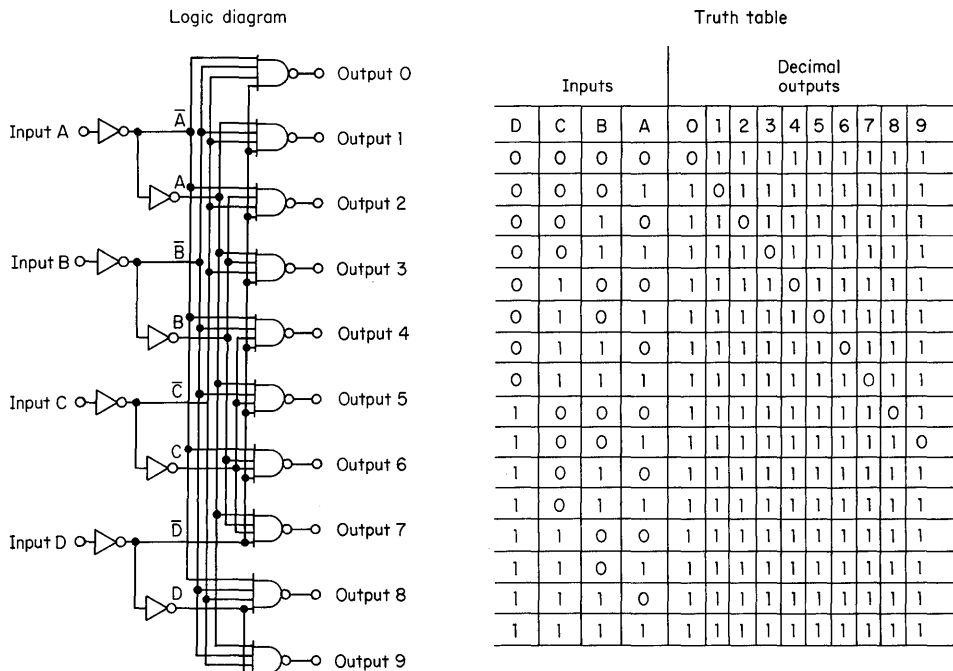 Logic diagram
Output 0
A̅
Input A
Output 1
A
Output 2
B̅
Input B
Output 3
B
Output 4
C̅
Input C
Output 5
C
Output 6
D̅
Input D
Output 7
D
Output 8
Output 9
Truth table
Inputs
Decimal
outputs
D C B A 0 1 2 3 4 5 6 7 8 9
0 0 0 0 0 1 1 1 1 1 1 1 1 1
0 0 0 1 1 0 1 1 1 1 1 1 1 1
0 0 1 0 1 1 0 1 1 1 1 1 1 1
0 0 1 1 1 1 1 0 1 1 1 1 1 1
0 1 0 0 1 1 1 1 0 1 1 1 1 1
0 1 0 1 1 1 1 1 1 0 1 1 1 1
0 1 1 0 1 1 1 1 1 1 0 1 1 1
0 1 1 1 1 1 1 1 1 1 1 0 1 1
1 0 0 0 1 1 1 1 1 1 1 1 0 1
1 0 0 1 1 1 1 1 1 1 1 1 1 0
1 0 1 0 1 1 1 1 1 1 1 1 1 1
1 0 1 1 1 1 1 1 1 1 1 1 1 1
1 1 0 0 1 1 1 1 1 1 1 1 1 1
1 1 0 1 1 1 1 1 1 1 1 1 1 1
1 1 1 0 1 1 1 1 1 1 1 1 1 1
1 1 1 1 1 1 1 1 1 1 1 1 1 1